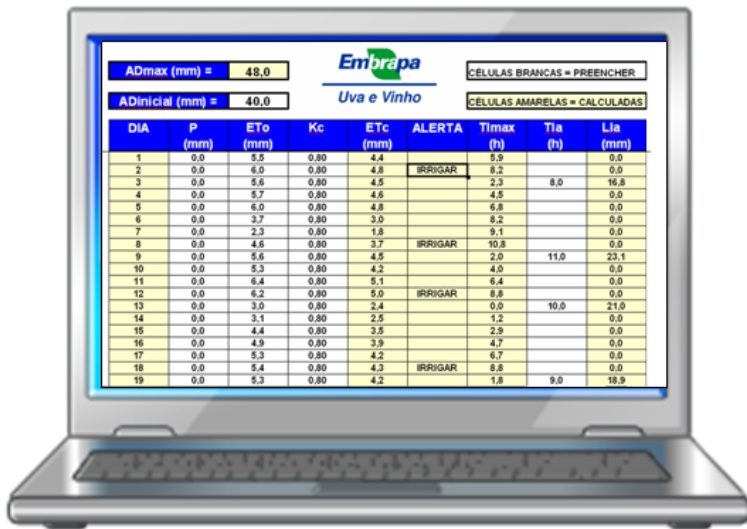 ADmax (mm) = 48,0
Embrapa
CÉLULAS BRANCAS = PREENCHER
ADinicial (mm) = 40,0
Uva e Vinho
CÉLULAS AMARELAS = CALCULADAS
DIA P (mm) ETo (mm) Kc ETc (mm) ALERTA TImax (h) TIa (h) LIa (mm)
1 0,0 5,5 0,80 4,4 5,9 0,0
2 0,0 6,0 0,80 4,8 IRRIGAR 8,2 0,0
3 0,0 5,6 0,80 4,5 2,3 8,0 16,8
4 0,0 5,7 0,80 4,6 4,5 0,0
5 0,0 6,0 0,80 4,8 6,8 0,0
6 0,0 3,7 0,80 3,0 8,2 0,0
7 0,0 2,3 0,80 1,8 9,1 0,0
8 0,0 4,6 0,80 3,7 IRRIGAR 10,8 0,0
9 0,0 5,6 0,80 4,5 2,0 11,0 23,1
10 0,0 5,3 0,80 4,2 4,0 0,0
11 0,0 6,4 0,80 5,1 6,4 0,0
12 0,0 6,2 0,80 5,0 IRRIGAR 8,8 0,0
13 0,0 3,0 0,80 2,4 0,0 10,0 21,0
14 0,0 3,1 0,80 2,5 1,2 0,0
15 0,0 4,4 0,80 3,5 2,9 0,0
16 0,0 4,9 0,80 3,9 4,7 0,0
17 0,0 5,3 0,80 4,2 6,7 0,0
18 0,0 5,4 0,80 4,3 IRRIGAR 8,8 0,0
19 0,0 5,3 0,80 4,2 1,8 9,0 18,9